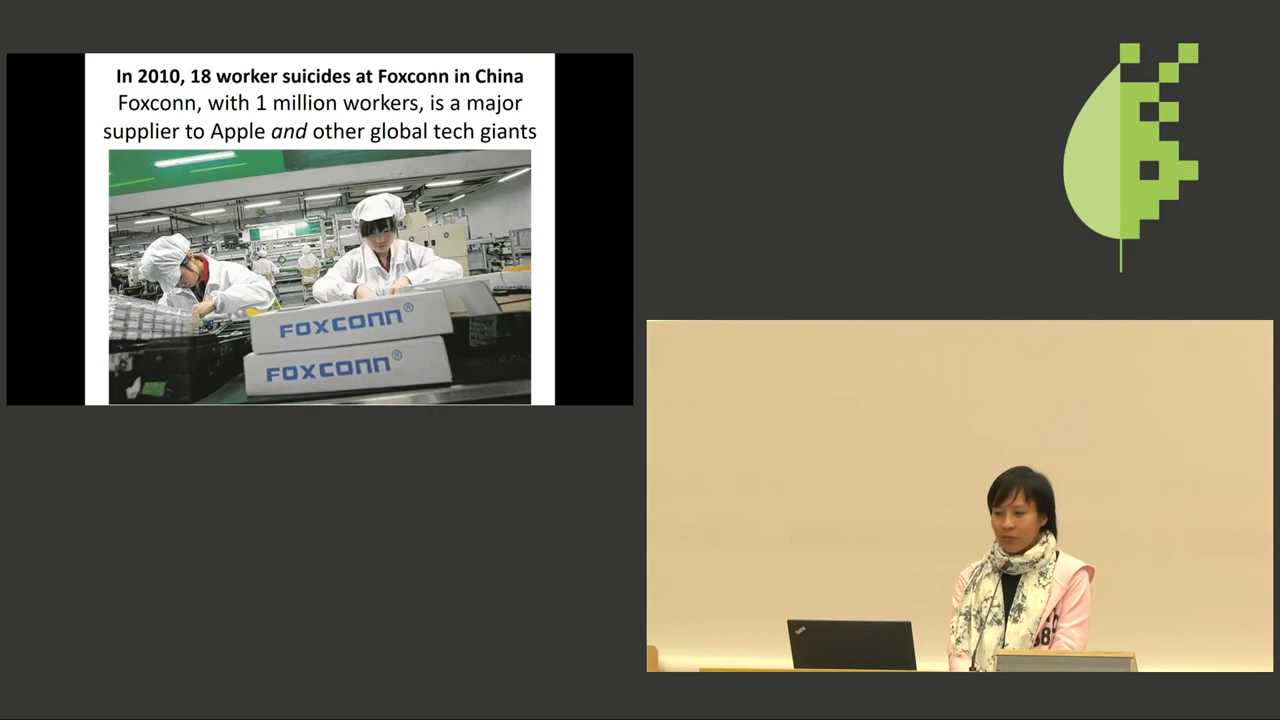 In 2010, 18 worker suicides at Foxconn in China
Foxconn, with 1 million workers, is a major
supplier to Apple and other global tech giants
FOXCONN®
FOXCONN®